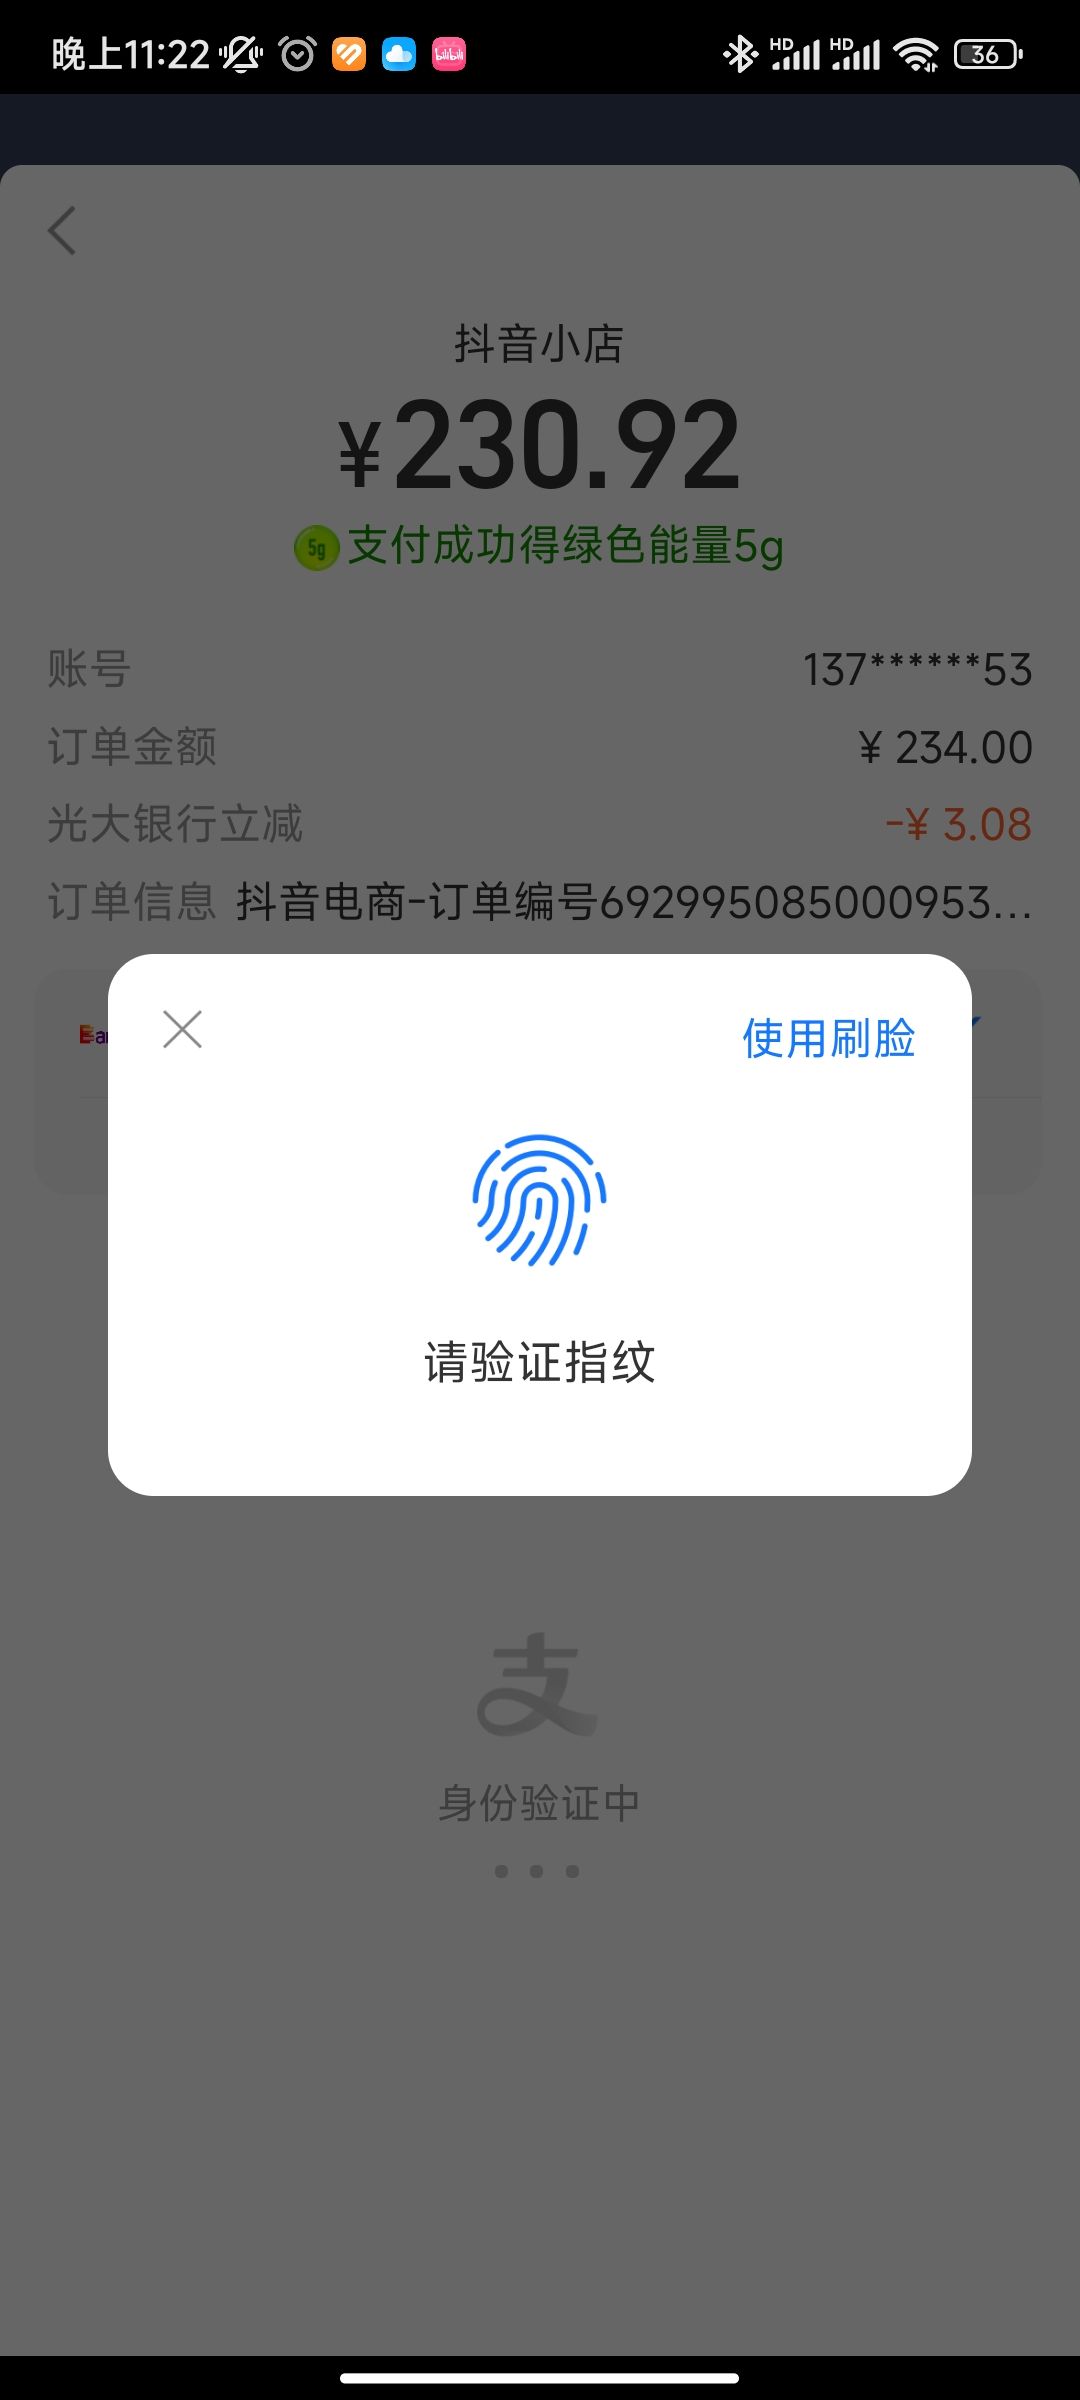 晚上11:22
HD HD 36
抖音小店
¥230.92
5g 支付成功得绿色能量5g
账号 137******53
订单金额 ¥ 234.00
光大银行立减 -¥ 3.08
订单信息 抖音电商-订单编号692995085000953...
使用刷脸
请验证指纹
支
身份验证中